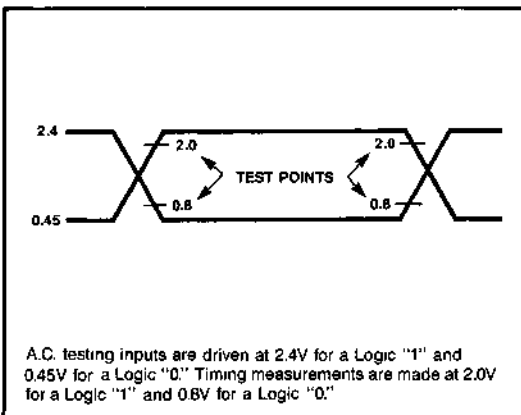 2.4
2.0
2.0
TEST POINTS
0.8
0.8
0.45
A.C. testing inputs are driven at 2.4V for a Logic "1" and
0.45V for a Logic "0." Timing measurements are made at 2.0V
for a Logic "1" and 0.8V for a Logic "0."